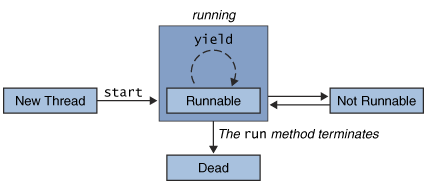 running
yield
New Thread
start
Runnable
Not Runnable
The run method terminates
Dead